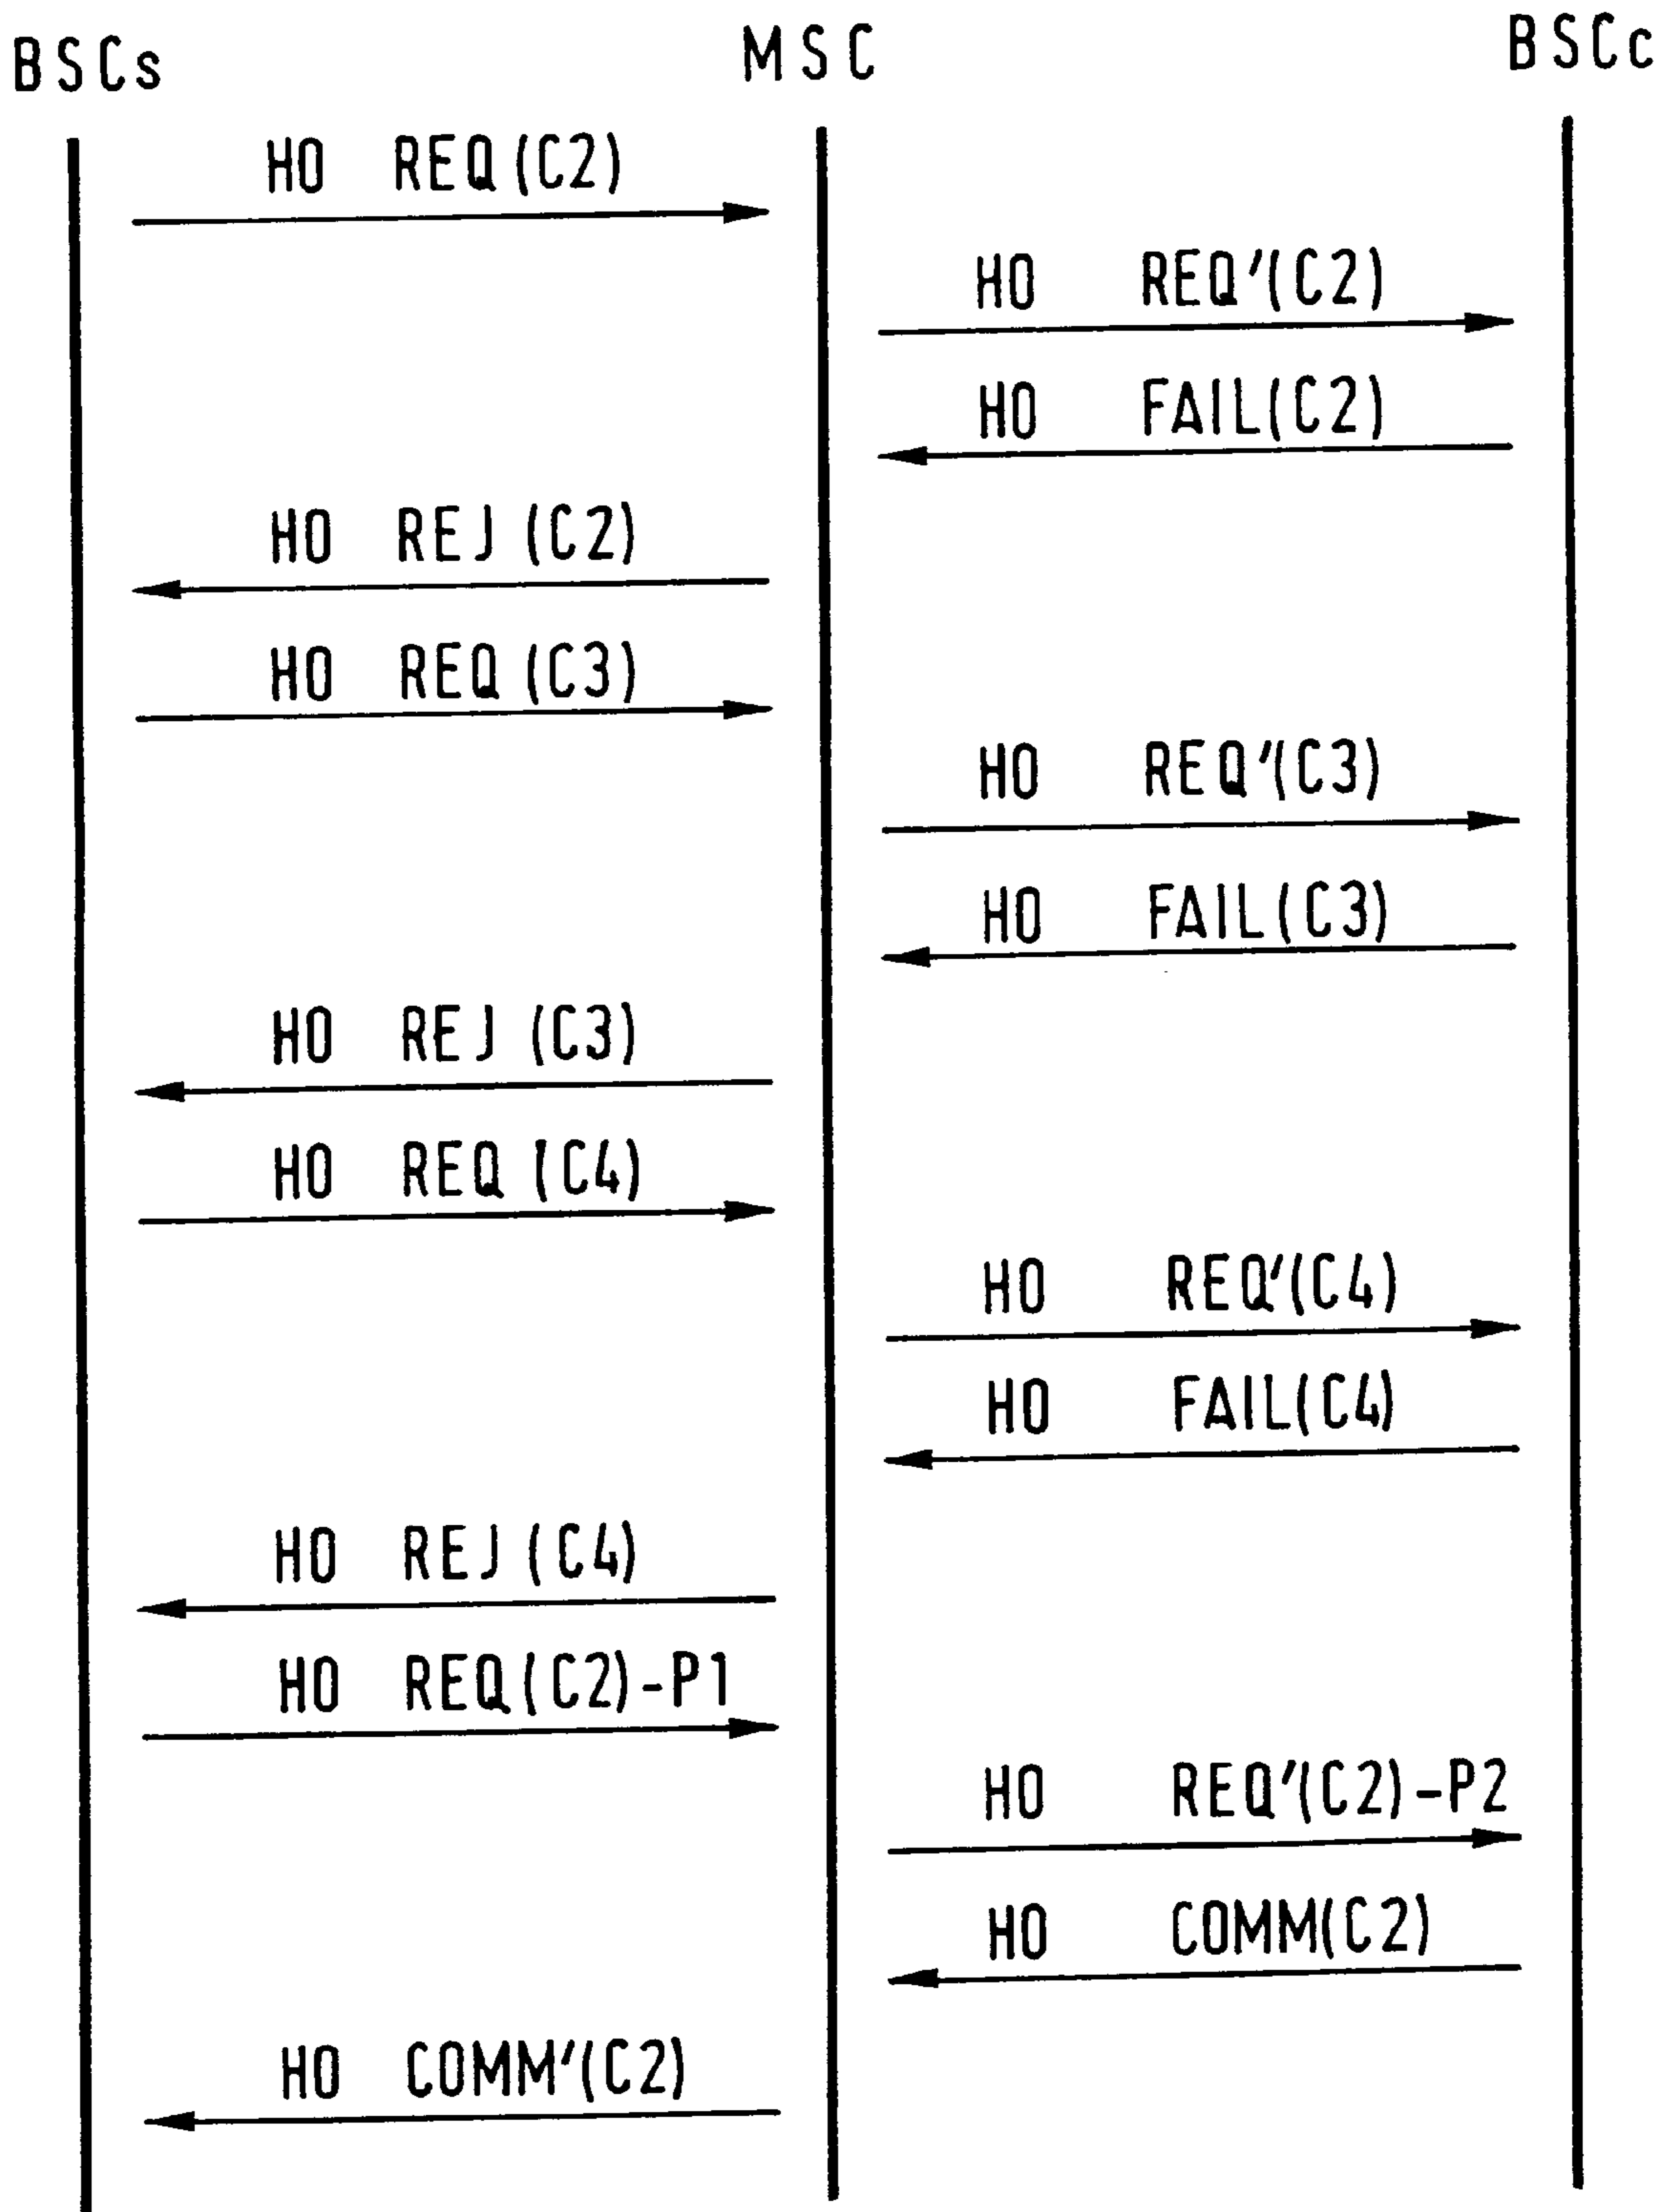 BSCs MSC BSCc
HO REQ(C2)
HO REQ'(C2)
HO FAIL(C2)
HO REJ(C2)
HO REQ(C3)
HO REQ'(C3)
HO FAIL(C3)
HO REJ(C3)
HO REQ(C4)
HO REQ'(C4)
HO FAIL(C4)
HO REJ(C4)
HO REQ(C2)-P1
HO REQ'(C2)-P2
HO COMM(C2)
HO COMM'(C2)